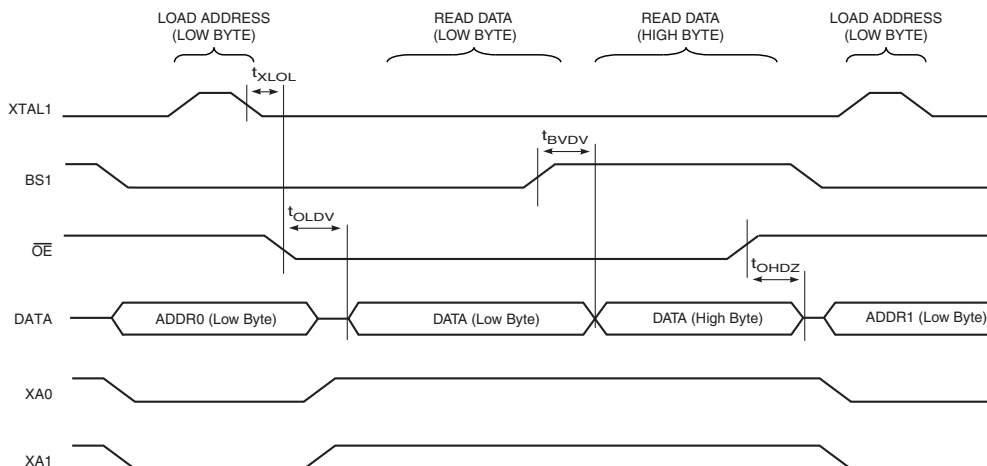 LOAD ADDRESS
(LOW BYTE)
READ DATA
(LOW BYTE)
READ DATA
(HIGH BYTE)
LOAD ADDRESS
(LOW BYTE)
tXLOL
XTAL1
tBVDV
BS1
tOLDV
OE
tOHDZ
DATA
ADDR0 (Low Byte)
DATA (Low Byte)
DATA (High Byte)
ADDR1 (Low Byte)
XA0
XA1